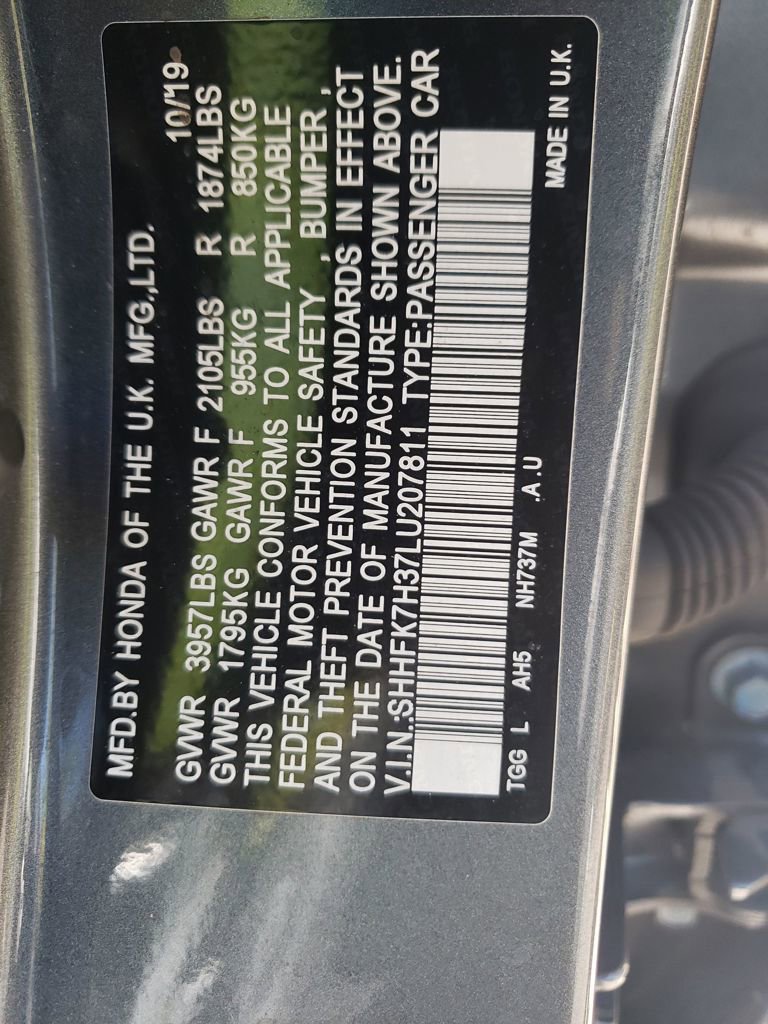 MFD.BY HONDA OF THE U.K. MFG.,LTD.
10/19
GVWR 3957LBS GAWR F 2105LBS R 1874LBS
GVWR 1795KG GAWR F 955KG R 850KG
THIS VEHICLE CONFORMS TO ALL APPLICABLE
FEDERAL MOTOR VEHICLE SAFETY , BUMPER ,
AND THEFT PREVENTION STANDARDS IN EFFECT
ON THE DATE OF MANUFACTURE SHOWN ABOVE.
V.I.N.:SHHFK7H37LU207811 TYPE:PASSENGER CAR
TGG L AH5 NH737M .A.U
MADE IN U.K.